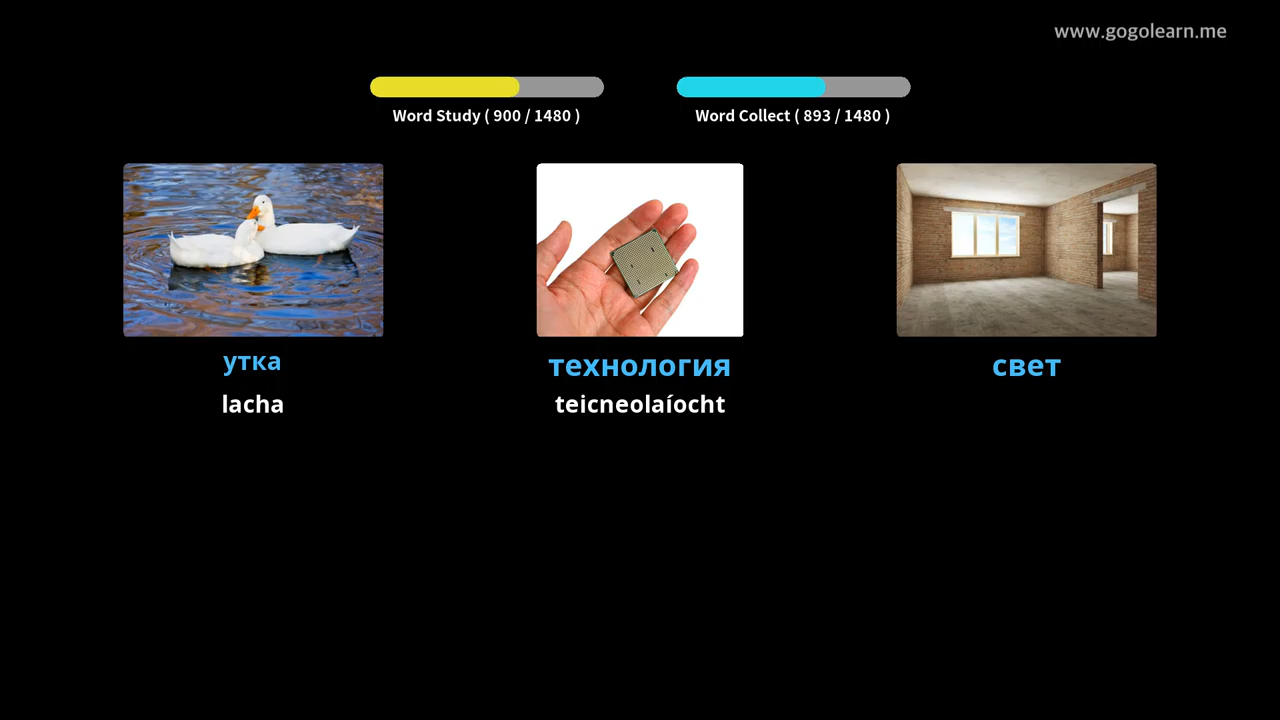 www.gogolearn.me
Word Study ( 900 / 1480 )
Word Collect ( 893 / 1480 )
утка
технология
свет
lacha
teicneolaíocht